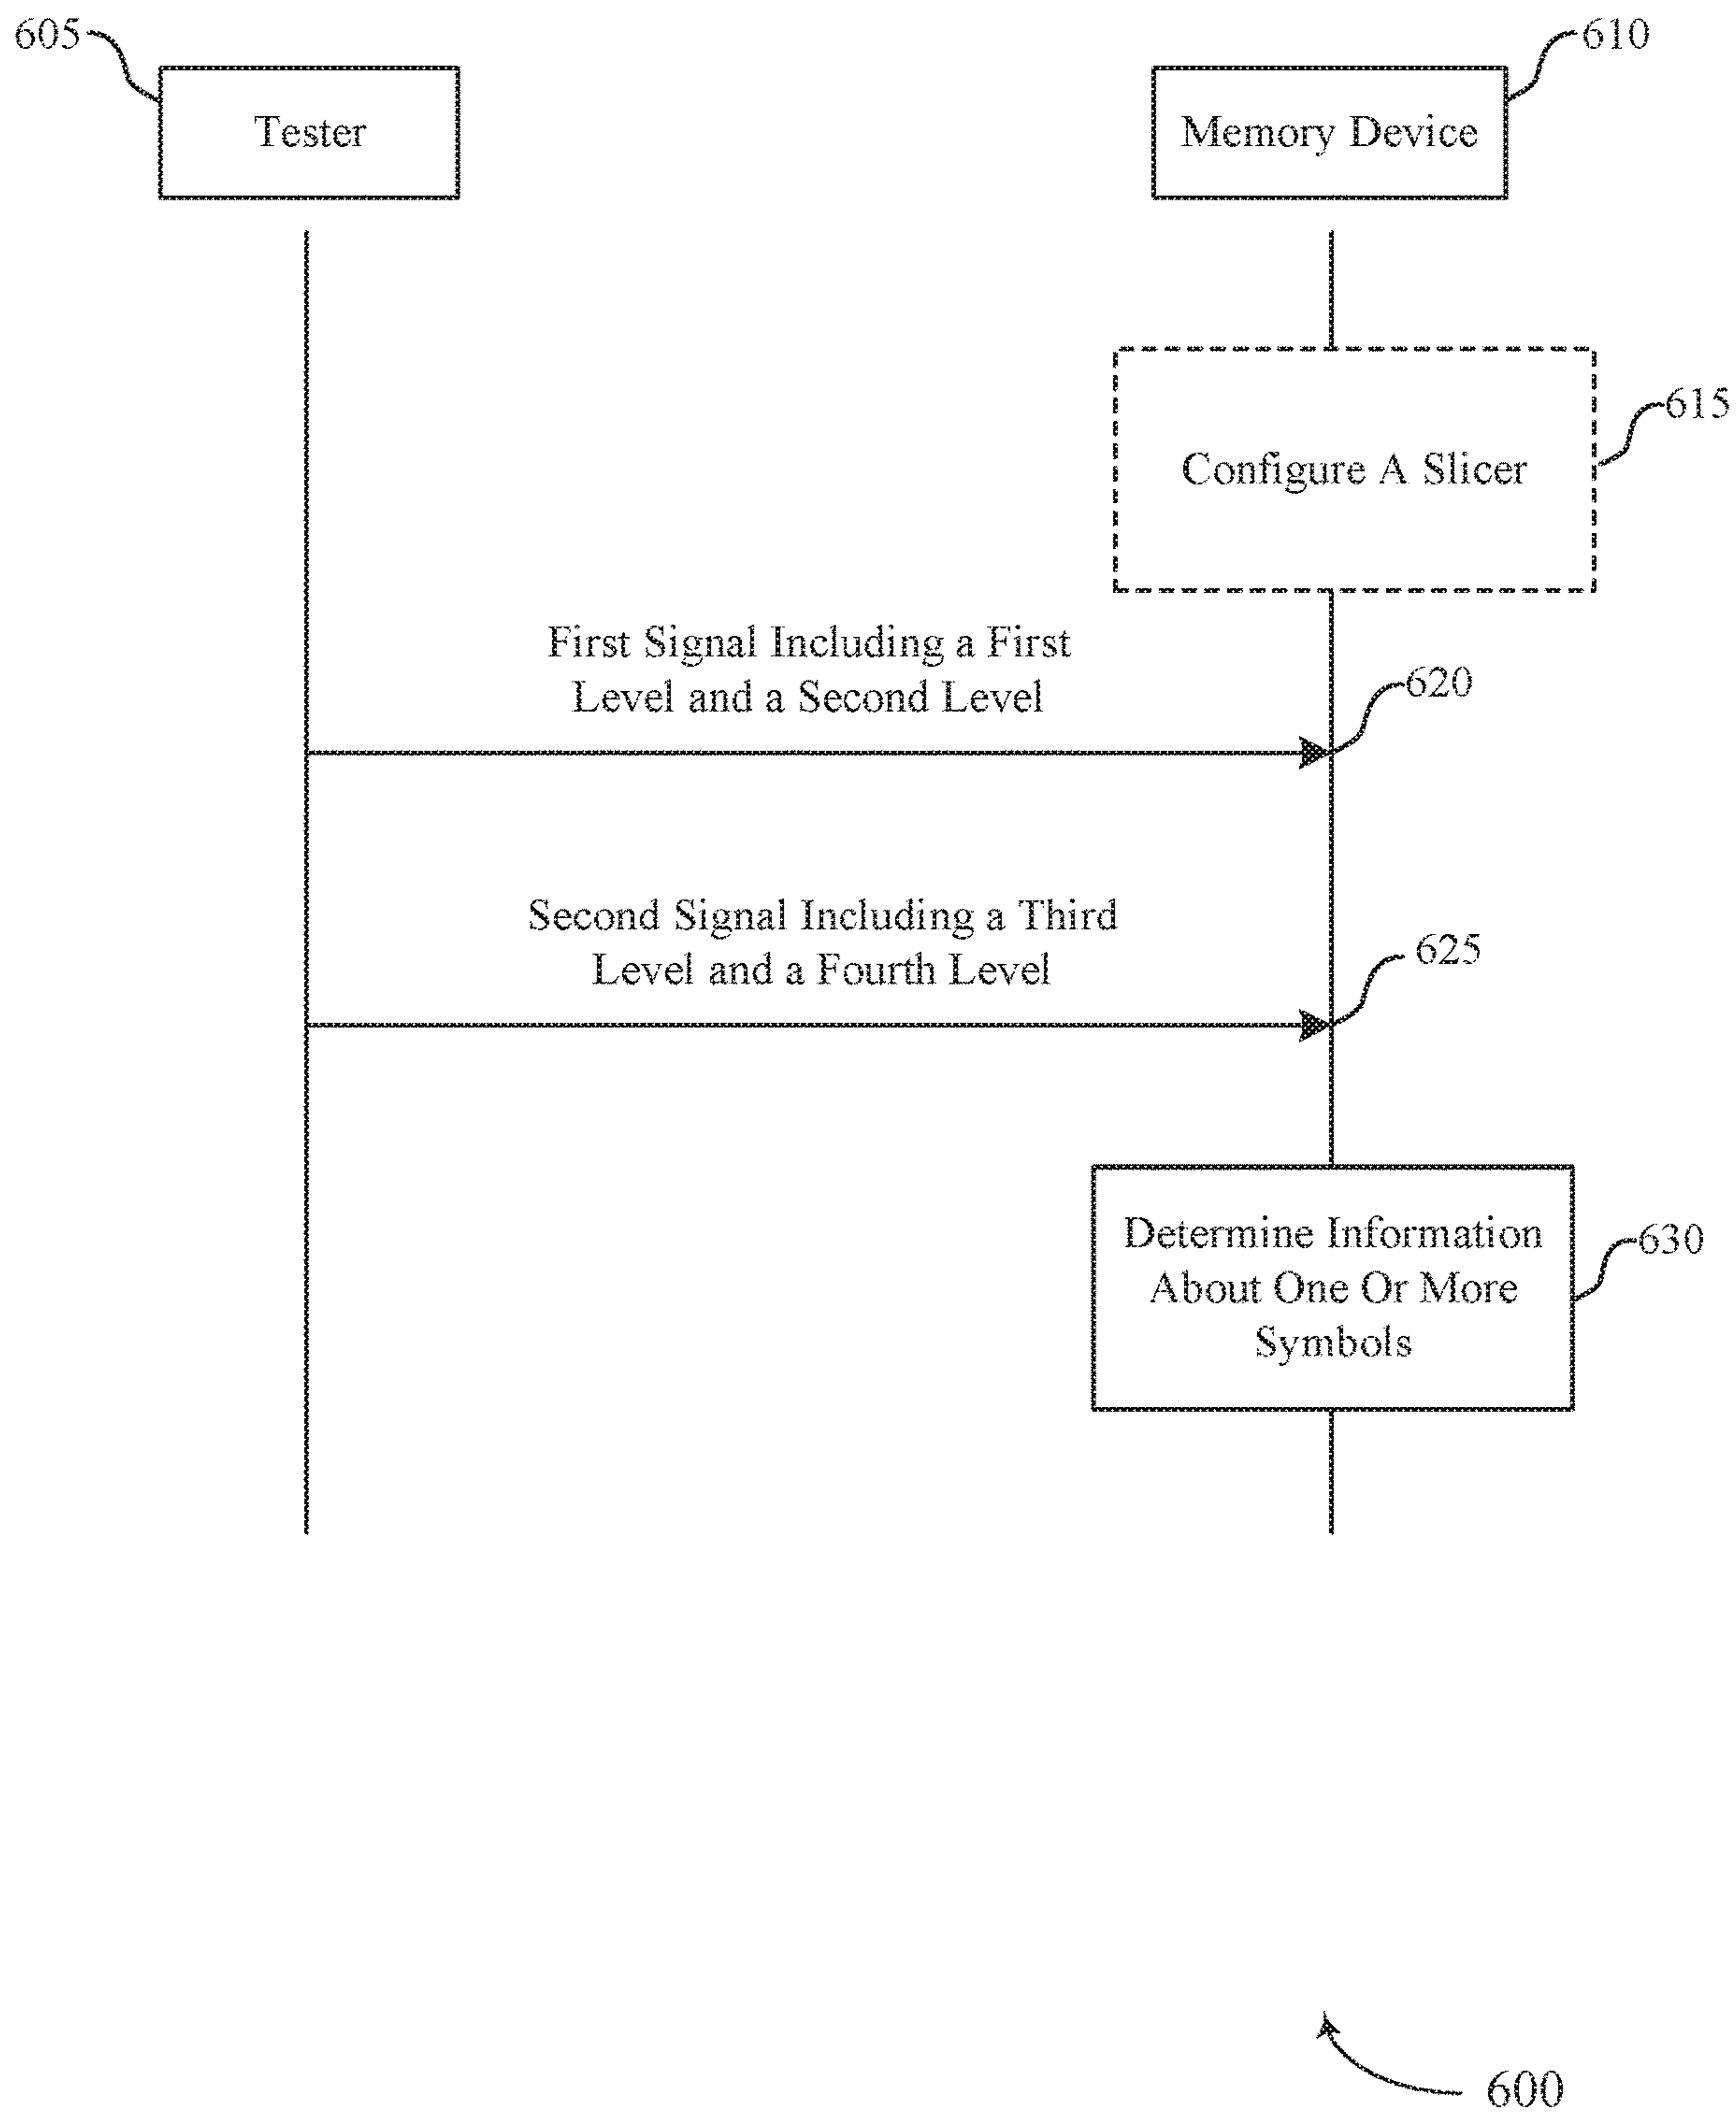 605
610
Tester
Memory Device
615
Configure A Slicer
First Signal Including a First
Level and a Second Level
620
Second Signal Including a Third
Level and a Fourth Level
625
Determine Information
About One Or More
Symbols
630
600